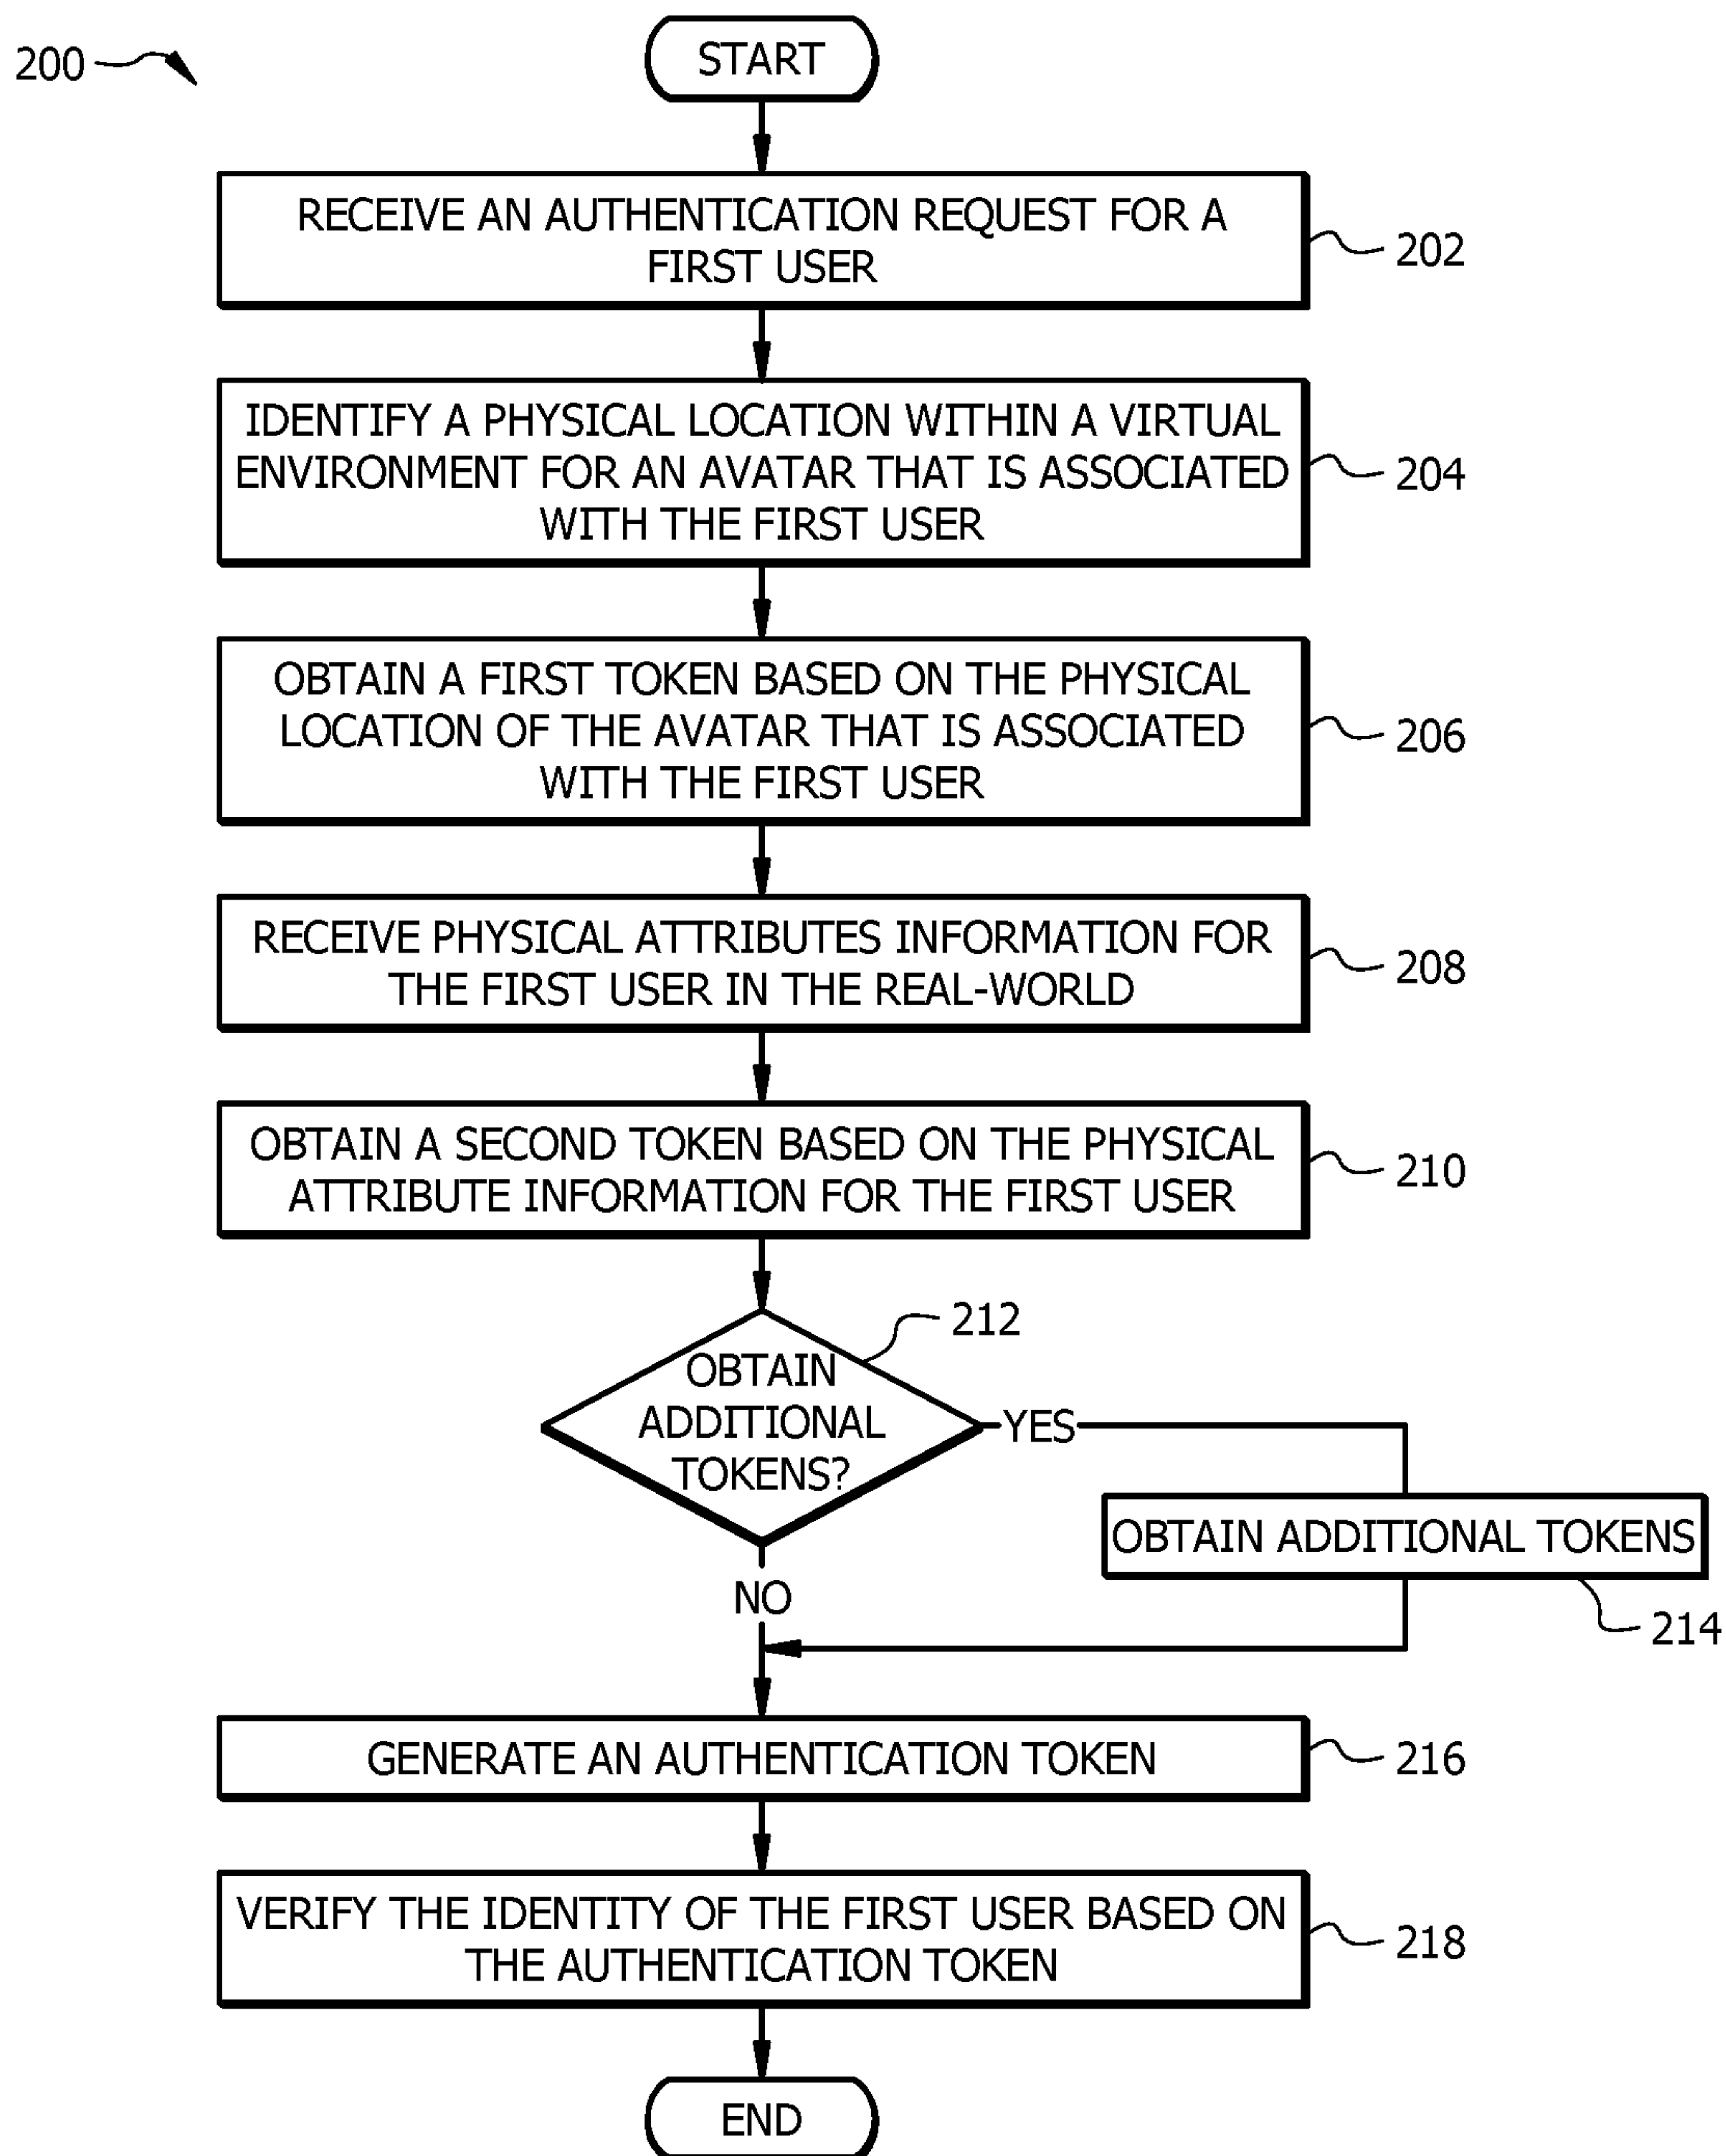 200
START
RECEIVE AN AUTHENTICATION REQUEST FOR A
FIRST USER
202
IDENTIFY A PHYSICAL LOCATION WITHIN A VIRTUAL
ENVIRONMENT FOR AN AVATAR THAT IS ASSOCIATED
WITH THE FIRST USER
204
OBTAIN A FIRST TOKEN BASED ON THE PHYSICAL
LOCATION OF THE AVATAR THAT IS ASSOCIATED
WITH THE FIRST USER
206
RECEIVE PHYSICAL ATTRIBUTES INFORMATION FOR
THE FIRST USER IN THE REAL-WORLD
208
OBTAIN A SECOND TOKEN BASED ON THE PHYSICAL
ATTRIBUTE INFORMATION FOR THE FIRST USER
210
212
OBTAIN
ADDITIONAL
TOKENS?
YES
OBTAIN ADDITIONAL TOKENS
214
NO
GENERATE AN AUTHENTICATION TOKEN
216
VERIFY THE IDENTITY OF THE FIRST USER BASED ON
THE AUTHENTICATION TOKEN
218
END